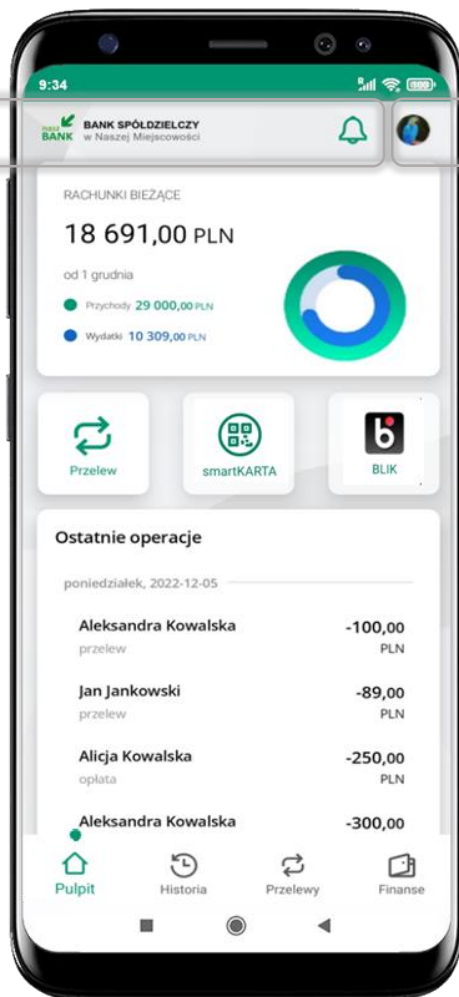 9:34
nasz BANK BANK SPÓŁDZIELCZY
w Naszej Miejscowości
RACHUNKI BIEŻĄCE
18 691,00 PLN
od 1 grudnia
Przychody 29 000,00 PLN
Wydatki 10 309,00 PLN
Przelew
smartKARTA
BLIK
Ostatnie operacje
poniedziałek, 2022-12-05
Aleksandra Kowalska -100,00
przelew PLN
Jan Jankowski -89,00
przelew PLN
Alicja Kowalska -250,00
opłata PLN
Aleksandra Kowalska -300,00
Pulpit Historia Przelewy Finanse